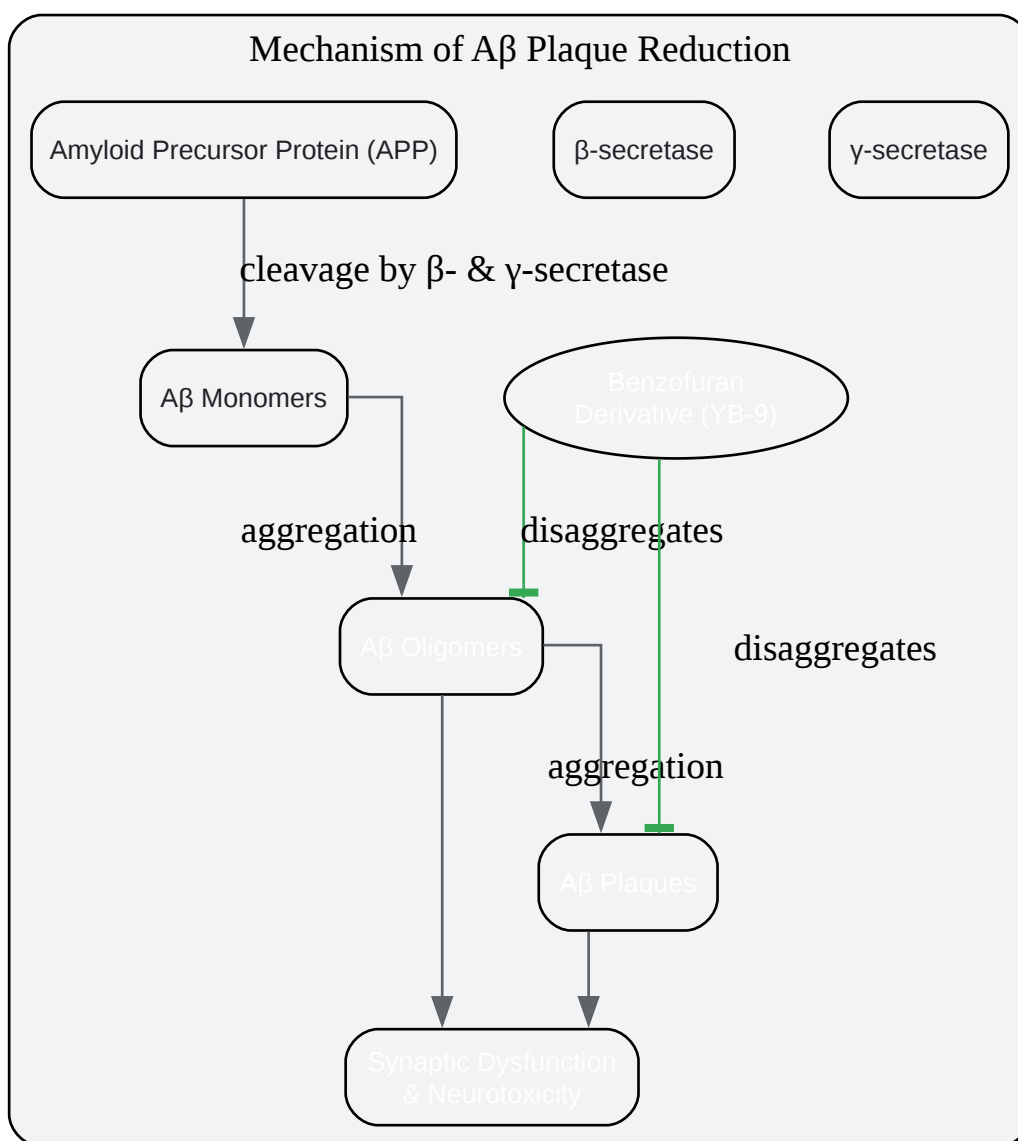 Mechanism of Aβ Plaque Reduction
Amyloid Precursor Protein (APP)
β-secretase
γ-secretase
cleavage by β- & γ-secretase
Aβ Monomers
Benzofuran
Derivative (YB-9)
aggregation
disaggregates
Aβ Oligomers
disaggregates
aggregation
Aβ Plaques
Synaptic Dysfunction
& Neurotoxicity